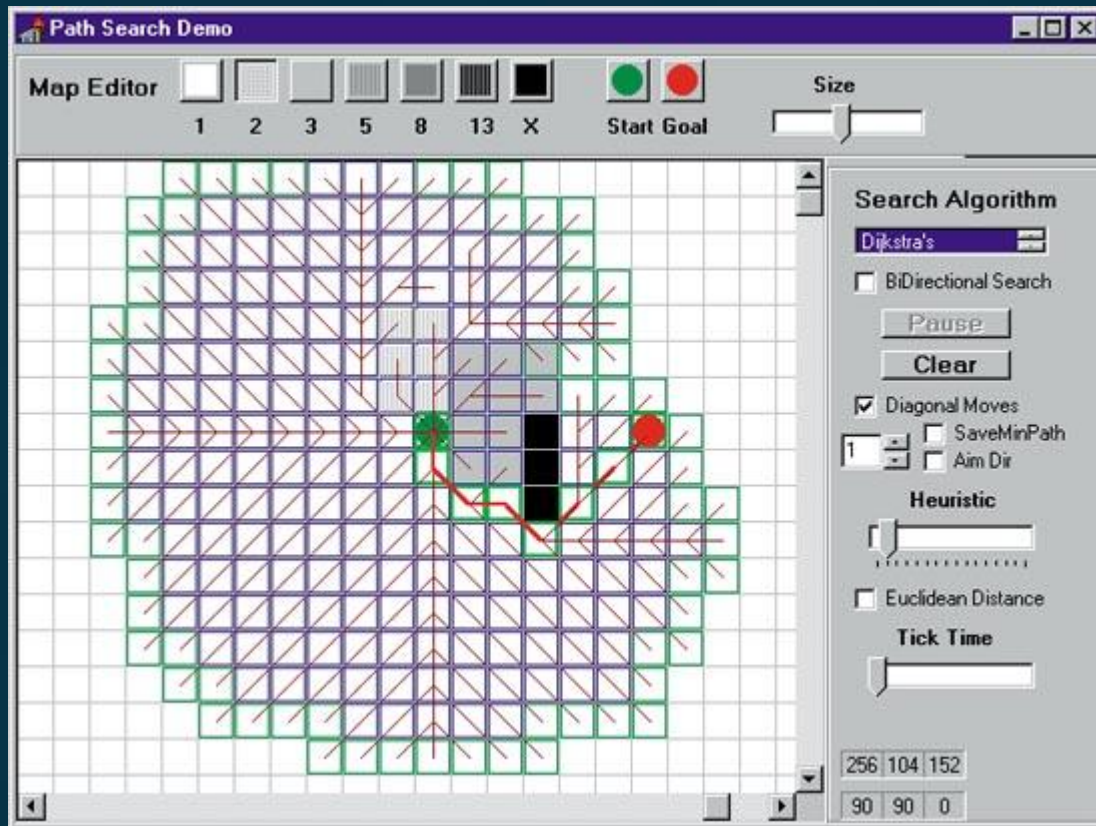 Path Search Demo
Map Editor
1 2 3 5 8 13 X
Start Goal
Size
Search Algorithm
Dijkstra's
BiDirectional Search
Pause
Clear
Diagonal Moves
1
SaveMinPath
Aim Dir
Heuristic
Euclidean Distance
Tick Time
256 104 152
90 90 0